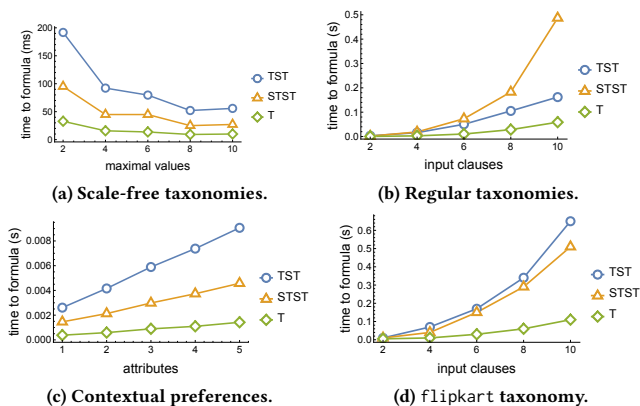 200
150
100
50
0
time to formula (ms)
2 4 6 8 10
maximal values
TST
STST
T
(a) Scale-free taxonomies.
0.5
0.4
0.3
0.2
0.1
0.0
time to formula (s)
2 4 6 8 10
input clauses
TST
STST
T
(b) Regular taxonomies.
0.008
0.006
0.004
0.002
0.000
time to formula (s)
1 2 3 4 5
attributes
TST
STST
T
(c) Contextual preferences.
0.6
0.5
0.4
0.3
0.2
0.1
0.0
time to formula (s)
2 4 6 8 10
input clauses
TST
STST
T
(d) flipkart taxonomy.